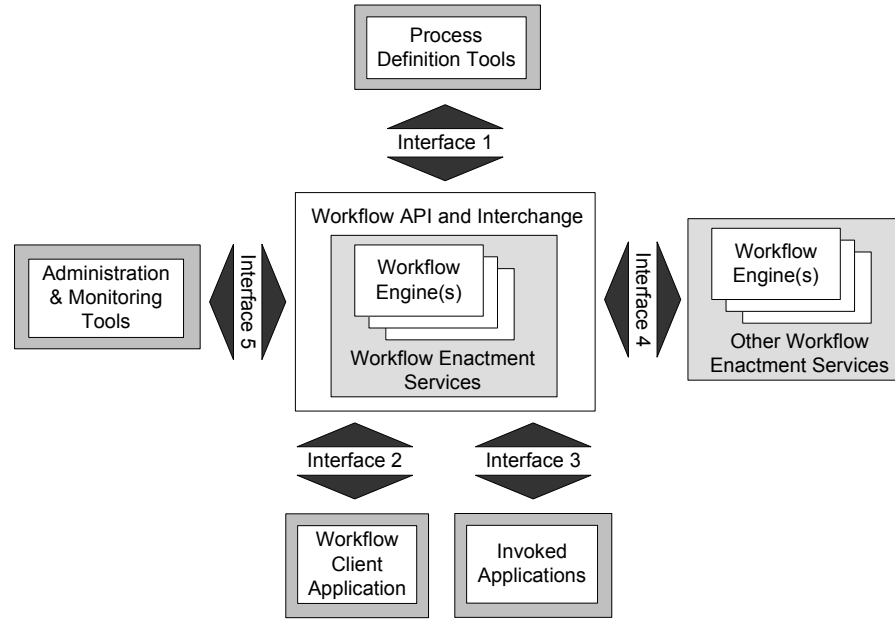 Process
Definition Tools
Interface 1
Workflow API and Interchange
Workflow
Engine(s)
Workflow Enactment
Services
Administration
& Monitoring
Tools
Interface 5
Interface 4
Workflow
Engine(s)
Other Workflow
Enactment Services
Interface 2
Interface 3
Workflow
Client
Application
Invoked
Applications